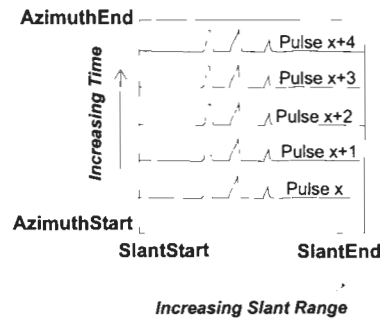 AzimuthEnd
Pulse x+4
Pulse x+3
Pulse x+2
Pulse x+1
Pulse x
Increasing Time
AzimuthStart
SlantStart SlantEnd
Increasing Slant Range